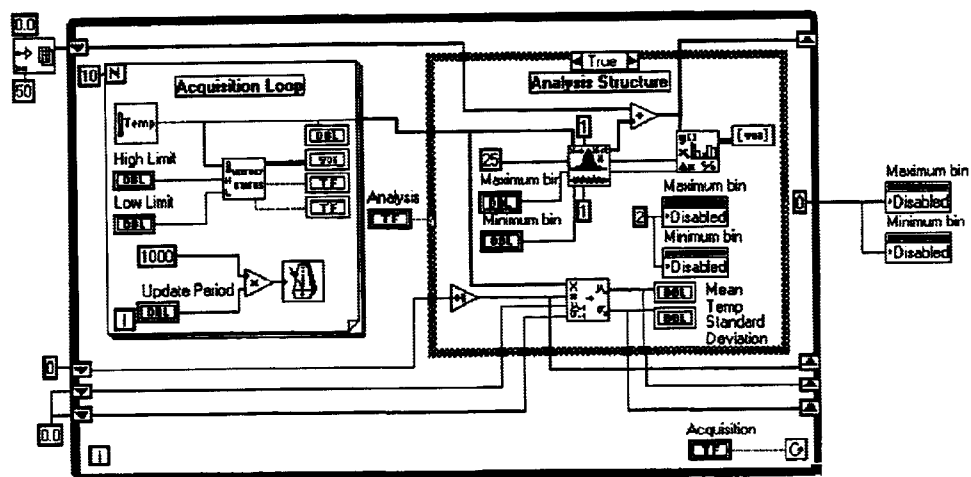 0.0
50
10
N
Acquisition Loop
Temp
High Limit
DBL
Low Limit
DBL
DBL
TF
TF
1000
Update Period
DBL
x
i
Analysis
TF
True
Analysis Structure
+
1
25
Maximum bin
DBL
Minimum bin
DBL
1
2
Maximum bin
Disabled
Minimum bin
Disabled
DBL
Mean
DBL
Temp
Standard
Deviation
0
Maximum bin
Disabled
Minimum bin
Disabled
0
0.0
i
Acquisition
TF